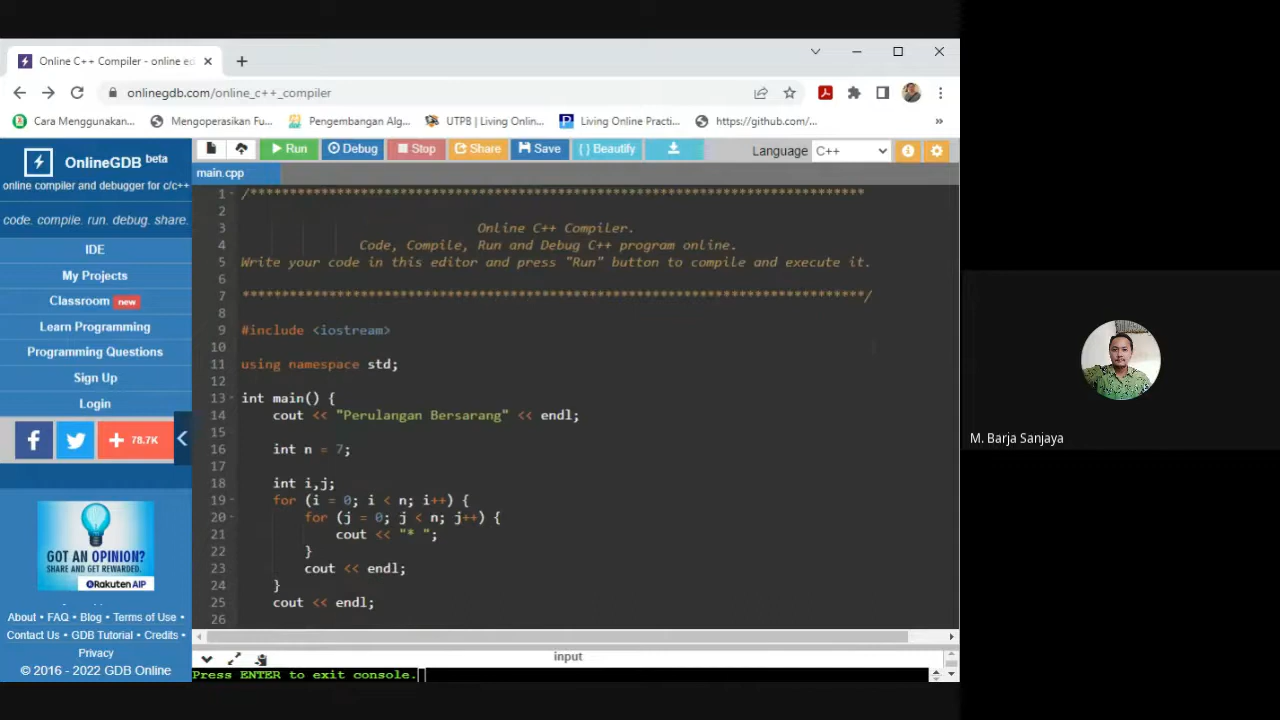 Online C++ Compiler - online ed
onlinegdb.com/online_c++_compiler
Cara Menggunakan... Mengoperasikan Fu... Pengembangan Alg... UTPB | Living Onlin... Living Online Practi... https://github.com/... »
OnlineGDB beta
online compiler and debugger for c/c++
code. compile. run. debug. share.
IDE
My Projects
Classroom new
Learn Programming
Programming Questions
Sign Up
Login
f + 78.7K
GOT AN OPINION?
SHARE AND GET REWARDED.
Rakuten AIP
About • FAQ • Blog • Terms of Use •
Contact Us • GDB Tutorial • Credits •
Privacy
© 2016 - 2022 GDB Online
Run Debug Stop Share Save { } Beautify Language C++
main.cpp
1 /******************************************************************************
2
3 Online C++ Compiler.
4 Code, Compile, Run and Debug C++ program online.
5 Write your code in this editor and press "Run" button to compile and execute it.
6
7 *******************************************************************************/
8
9 #include <iostream>
10
11 using namespace std;
12
13 int main() {
14 cout << "Perulangan Bersarang" << endl;
15
16 int n = 7;
17
18 int i,j;
19 for (i = 0; i < n; i++) {
20 for (j = 0; j < n; j++) {
21 cout << "* ";
22 }
23 cout << endl;
24 }
25 cout << endl;
26
input
Press ENTER to exit console.
M. Barja Sanjaya